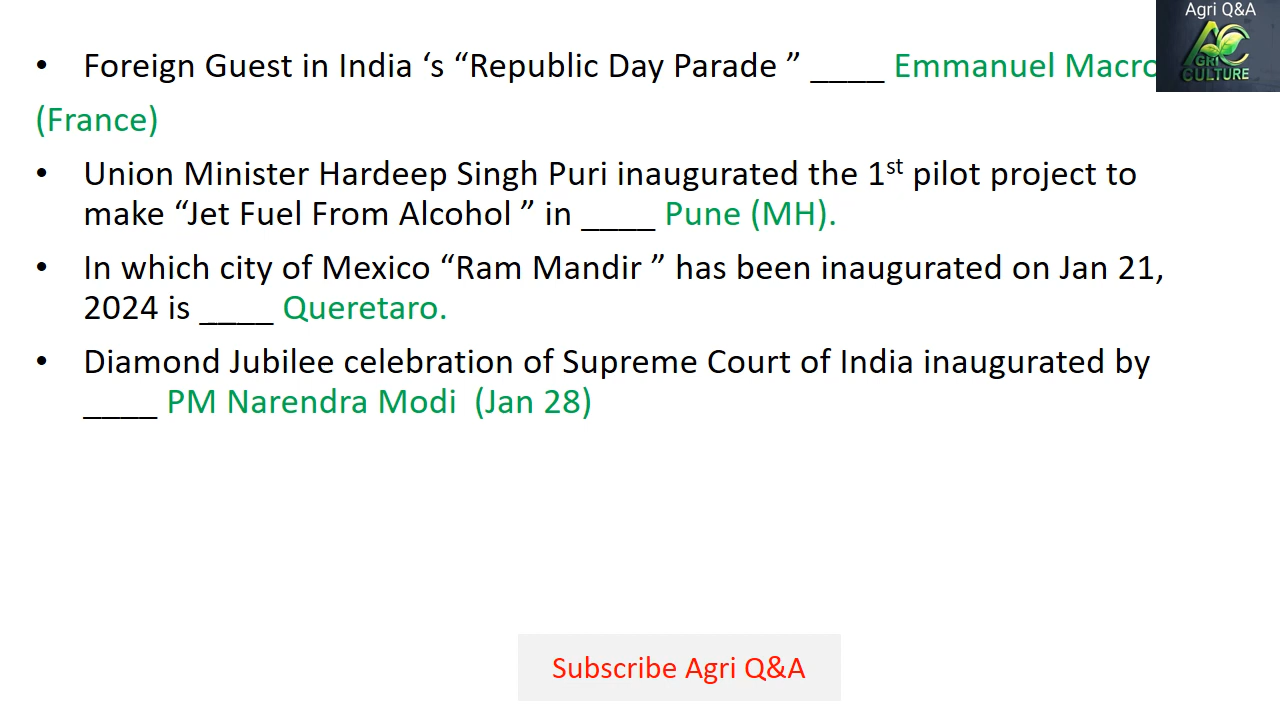 Agri Q&A
AGRI
CULTURE
• Foreign Guest in India ‘s “Republic Day Parade ” ____ Emmanuel Macro
(France)
• Union Minister Hardeep Singh Puri inaugurated the 1st pilot project to
make “Jet Fuel From Alcohol ” in ____ Pune (MH).
• In which city of Mexico “Ram Mandir ” has been inaugurated on Jan 21,
2024 is ____ Queretaro.
• Diamond Jubilee celebration of Supreme Court of India inaugurated by
____ PM Narendra Modi (Jan 28)
Subscribe Agri Q&A